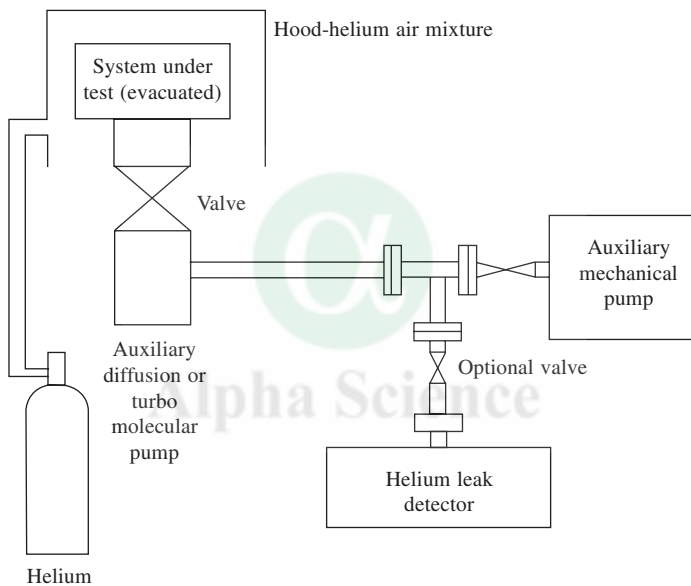 Hood-helium air mixture
System under
test (evacuated)
Valve
Auxiliary
mechanical
pump
Auxiliary
diffusion or
turbo
molecular
pump
Optional valve
α
Alpha Science
Helium leak
detector
Helium